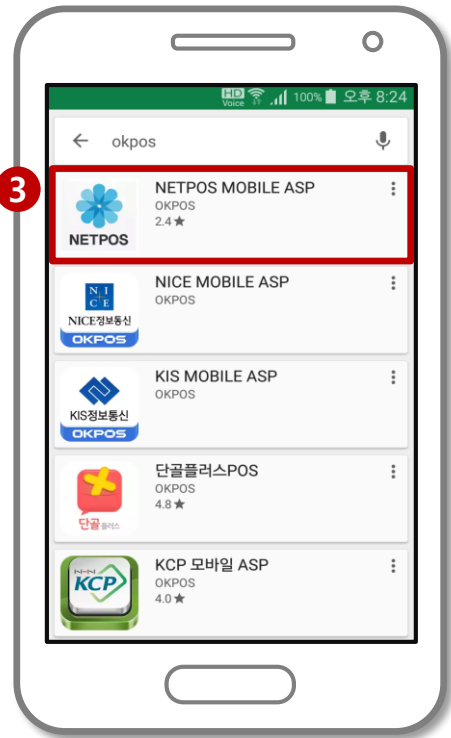 HD Voice 100% 오후 8:24
okpos
3
NETPOS MOBILE ASP
OKPOS
2.4★
NETPOS
NICE MOBILE ASP
OKPOS
NICE
NICE정보통신
OKPOS
KIS MOBILE ASP
OKPOS
KIS정보통신
OKPOS
단골플러스POS
OKPOS
4.8★
단골 플러스
KCP 모바일 ASP
OKPOS
4.0★
NHN
KCP